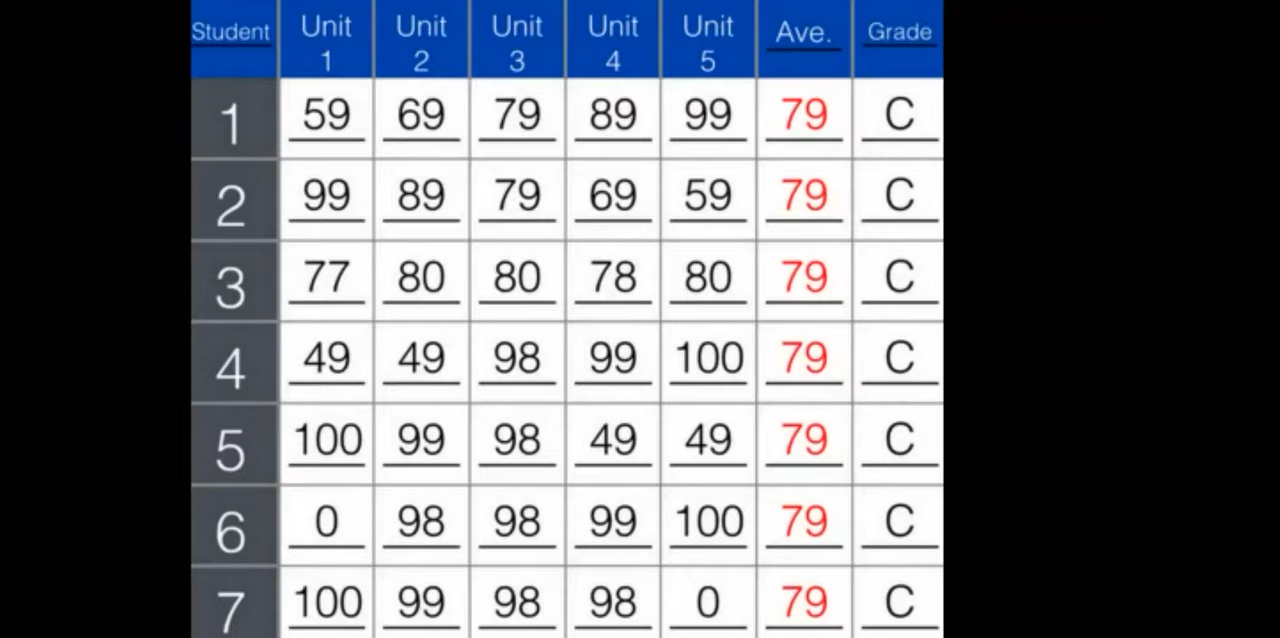 Student Unit 1 Unit 2 Unit 3 Unit 4 Unit 5 Ave. Grade
1 59 69 79 89 99 79 C
2 99 89 79 69 59 79 C
3 77 80 80 78 80 79 C
4 49 49 98 99 100 79 C
5 100 99 98 49 49 79 C
6 0 98 98 99 100 79 C
7 100 99 98 98 0 79 C